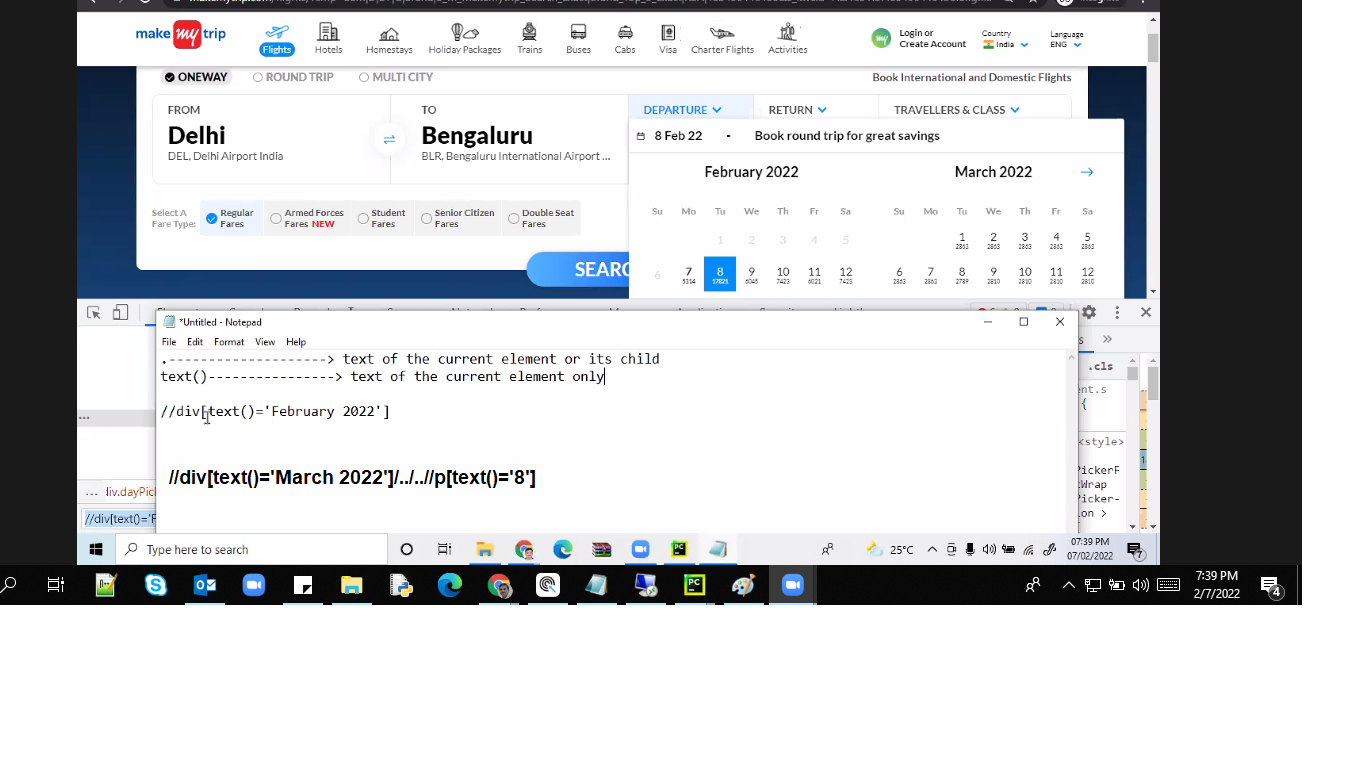 make my trip
Flights
Hotels
Homestays
Holiday Packages
Trains
Buses
Cabs
Visa
Charter Flights
Activities
my
Login or
Create Account
Country
India
Language
ENG
ONEWAY
ROUND TRIP
MULTI CITY
Book International and Domestic Flights
FROM
Delhi
DEL, Delhi Airport India
TO
Bengaluru
BLR, Bengaluru International Airport ...
DEPARTURE
RETURN
TRAVELLERS & CLASS
8 Feb 22 - Book round trip for great savings
Select A
Fare Type:
Regular
Fares
Armed Forces
Fares NEW
Student
Fares
Senior Citizen
Fares
Double Seat
Fares
SEARC
February 2022
Su Mo Tu We Th Fr Sa
1 2 3 4 5
6 7 8 9 10 11 12
5314 17821 6045 7423 6021 7423
March 2022
Su Mo Tu We Th Fr Sa
1 2 3 4 5
2863 2863 2863 2863 2863
6 7 8 9 10 11 12
2863 2863 2789 2810 2810 2810 2810
*Untitled - Notepad
File Edit Format View Help
.--------------------> text of the current element or its child
text()----------------> text of the current element only
//div[text()='February 2022']
//div[text()='March 2022']/../..//p[text()='8']
.cls
{
<style>
... liv.dayPic
//div[text()='F
Type here to search
25°C
07:39 PM
07/02/2022
7
7:39 PM
2/7/2022
4